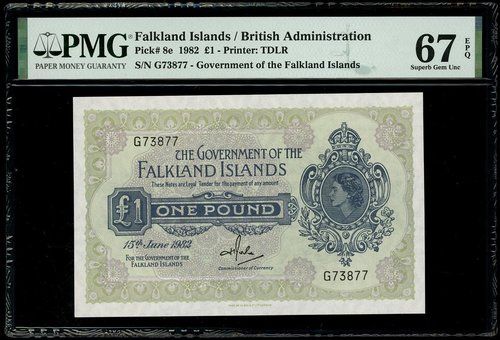 PMG
PAPER MONEY GUARANTY
Falkland Islands / British Administration
Pick# 8e 1982 £1 - Printer: TDLR
S/N G73877 - Government of the Falkland Islands
67 EPQ
Superb Gem Unc
G73877
THE GOVERNMENT OF THE
FALKLAND ISLANDS
These Notes are Legal Tender for the payment of any amount
£1 ONE POUND
15th June 1982
FOR THE GOVERNMENT OF THE
FALKLAND ISLANDS
Commissioner of Currency
G73877